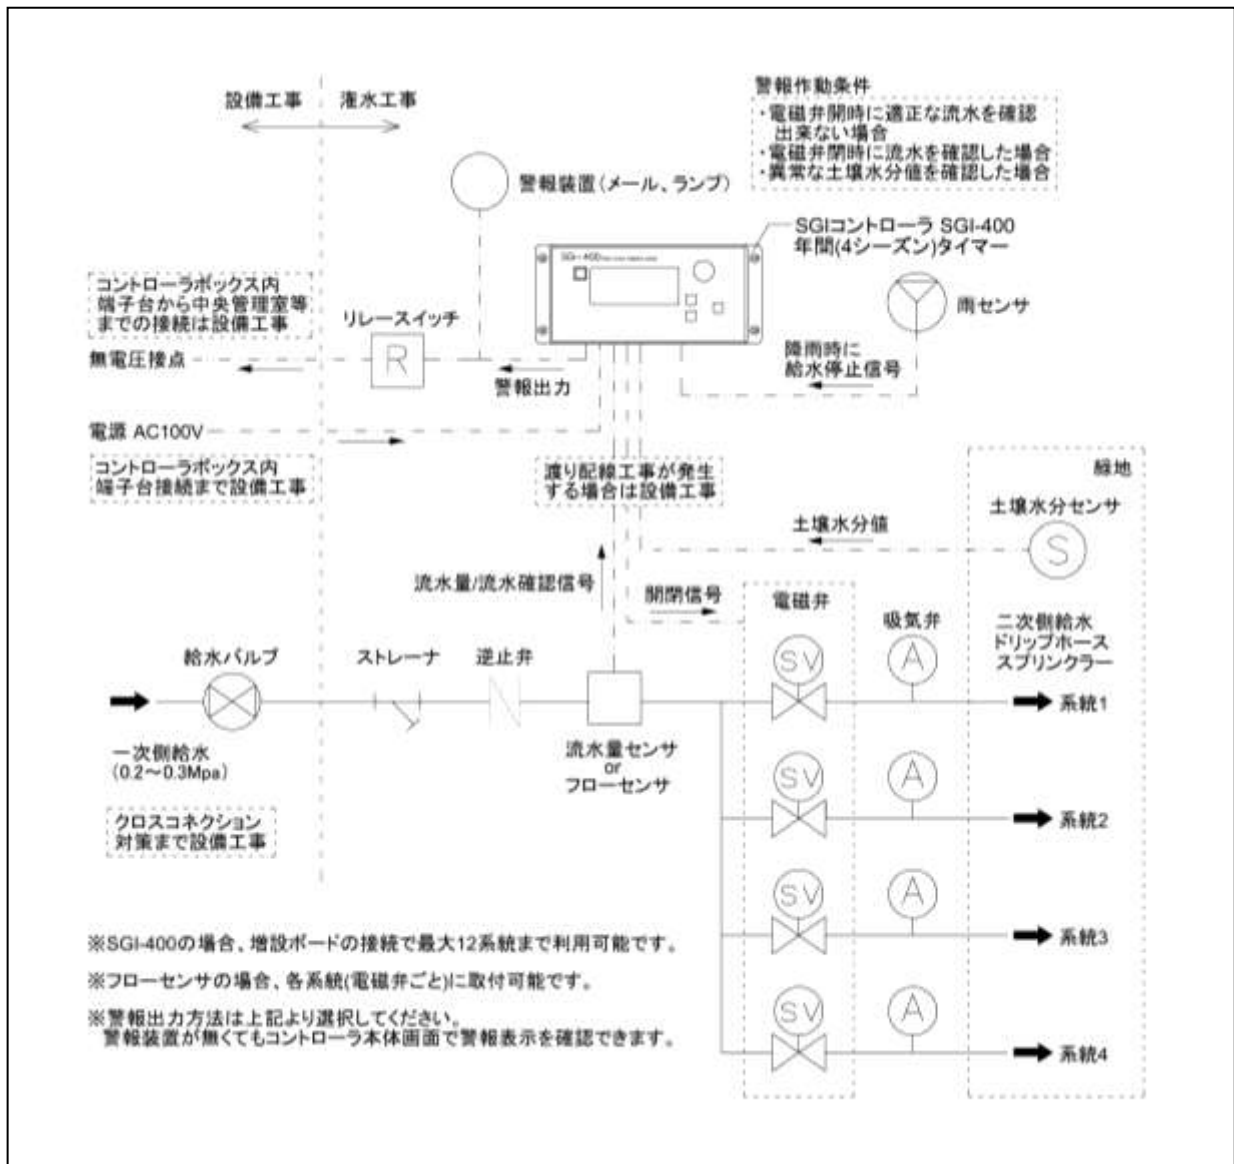 設備工事
灌水工事
警報作動条件
・電磁弁開時に適正な流水を確認
出来ない場合
・電磁弁閉時に流水を確認した場合
・異常な土壌水分値を確認した場合
警報装置(メール、ランプ)
SGIコントローラ SGI-400
年間(4シーズン)タイマー
SGI-400
コントローラボックス内
端子台から中央管理室等
までの接続は設備工事
リレースイッチ
雨センサ
無電圧接点
R
警報出力
降雨時に
給水停止信号
電源 AC100V
コントローラボックス内
端子台接続まで設備工事
渡り配線工事が発生
する場合は設備工事
緑地
土壌水分センサ
S
土壌水分値
流水量/流水確認信号
開閉信号
電磁弁
吸気弁
二次側給水
ドリップホース
スプリンクラー
給水バルブ
ストレーナ
逆止弁
SV
A
系統1
一次側給水
(0.2～0.3Mpa)
流水量センサ
or
フローセンサ
SV
A
系統2
クロスコネクション
対策まで設備工事
SV
A
系統3
※SGI-400の場合、増設ボードの接続で最大12系統まで利用可能です。
※フローセンサの場合、各系統(電磁弁ごと)に取付可能です。
※警報出力方法は上記より選択してください。
警報装置が無くてもコントローラ本体画面で警報表示を確認できます。
SV
A
系統4